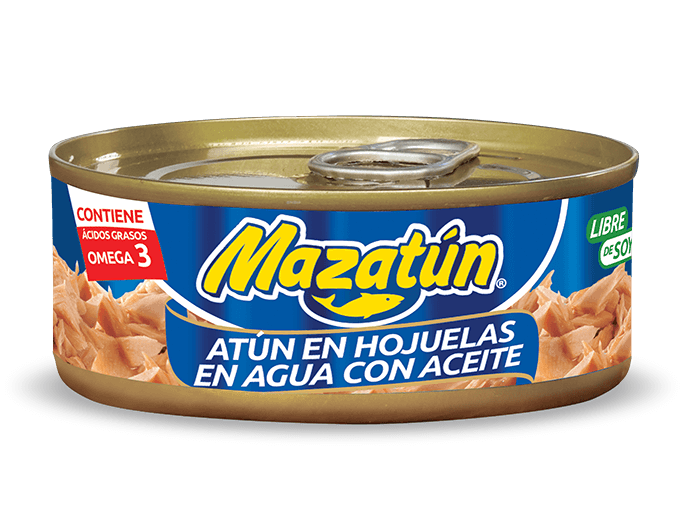 CONTIENE
ÁCIDOS GRASOS
OMEGA 3
Mazatún®
LIBRE
DE SOY
ATÚN EN HOJUELAS
EN AGUA CON ACEITE